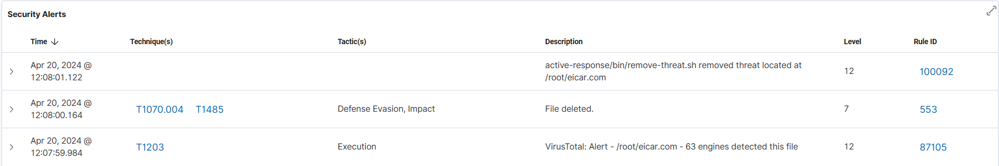 Security Alerts
Time Technique(s) Tactic(s) Description Level Rule ID
Apr 20, 2024 @
12:08:01.122
active-response/bin/remove-threat.sh removed threat located at
/root/eicar.com
12
100092
Apr 20, 2024 @
12:08:00.164
T1070.004 T1485
Defense Evasion, Impact
File deleted.
7
553
Apr 20, 2024 @
12:07:59.984
T1203
Execution
VirusTotal: Alert - /root/eicar.com - 63 engines detected this file
12
87105